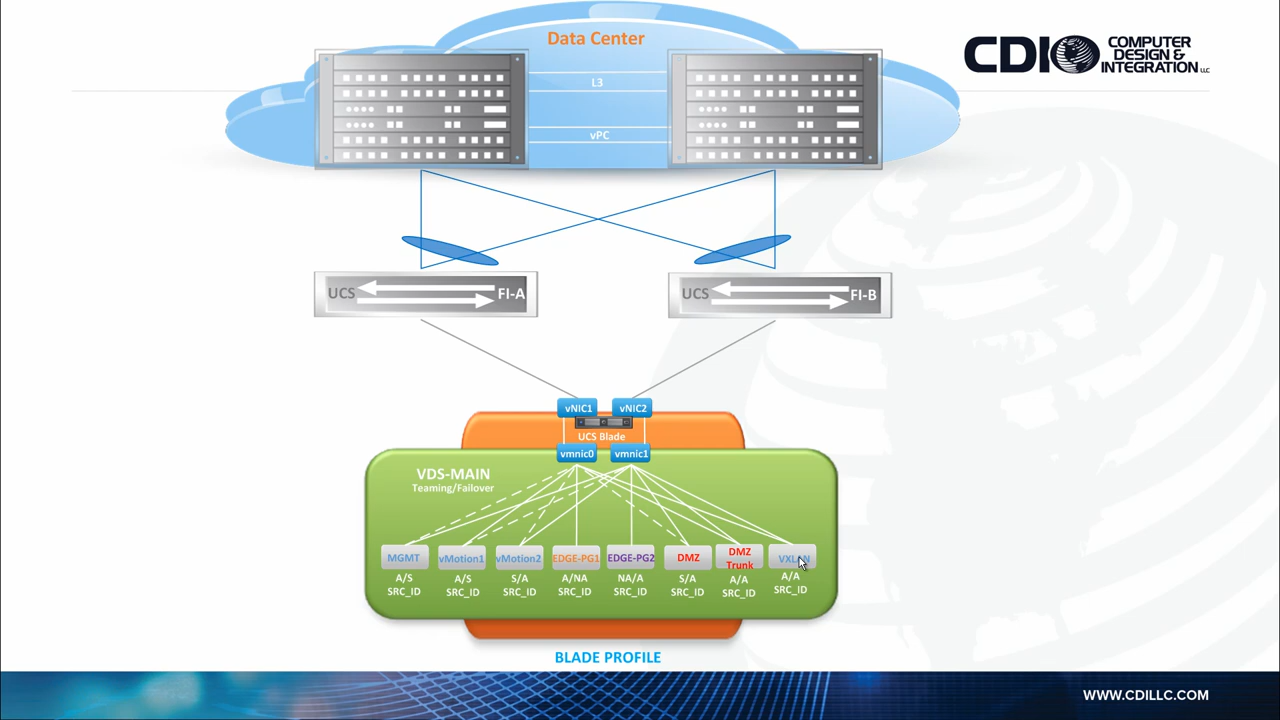 Data Center
CDI COMPUTER
DESIGN &
INTEGRATION LLC
L3
vPC
UCS FI-A
UCS FI-B
vNIC1 vNIC2
UCS Blade
vmnic0 vmnic1
VDS-MAIN
Teaming/Failover
MGMT vMotion1 vMotion2 EDGE-PG1 EDGE-PG2 DMZ DMZ Trunk VXLAN
A/S A/S S/A A/NA NA/A S/A A/A A/A
SRC_ID SRC_ID SRC_ID SRC_ID SRC_ID SRC_ID SRC_ID SRC_ID
BLADE PROFILE
WWW.CDILLC.COM